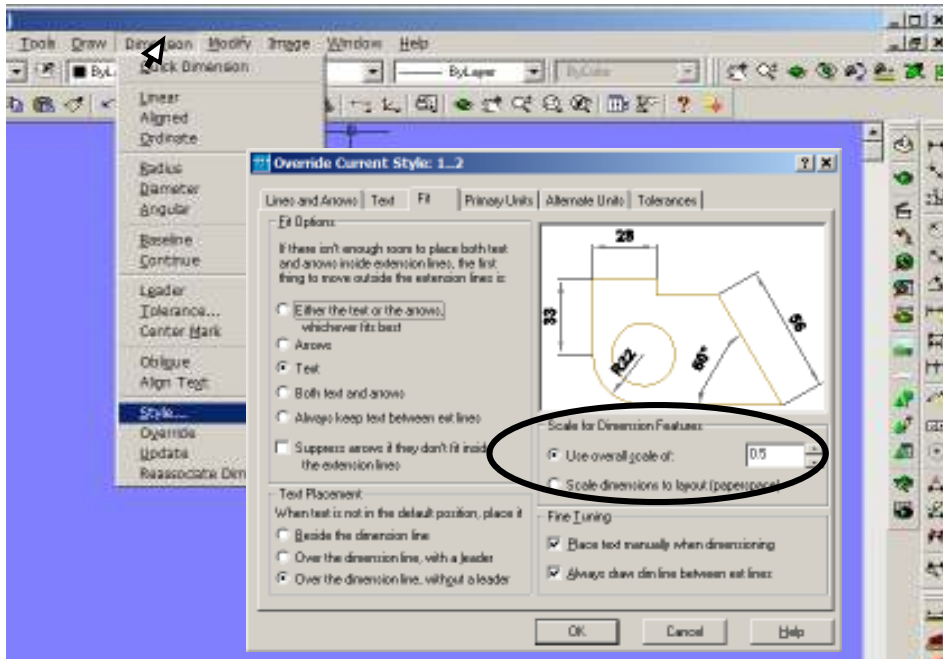 Tools Draw Dimension Modify Image Window Help
ByL ByLayer ByColor
Quick Dimension
Linear
Aligned
Ordinate
Radius
Diameter
Angular
Baseline
Continue
Leader
Tolerance...
Center Mark
Oblique
Align Text
Style...
Override
Update
Reassociate Dim
Override Current Style: 1..2
Lines and Arrows Text Fit Primary Units Alternate Units Tolerances
Fit Options
If there isn't enough room to place both text
and arrows inside extension lines, the first
thing to move outside the extension lines is:
Either the text or the arrows,
whichever fits best
Arrows
Text
Both text and arrows
Always keep text between ext lines
Suppress arrows if they don't fit inside
the extension lines
Text Placement
When text is not in the default position, place it
Beside the dimension line
Over the dimension line, with a leader
Over the dimension line, without a leader
28
33
R22
60°
56
Scale for Dimension Features
Use overall scale of: 0.5
Scale dimensions to layout (paperspace)
Fine Tuning
Place text manually when dimensioning
Always draw dim line between ext lines
OK Cancel Help